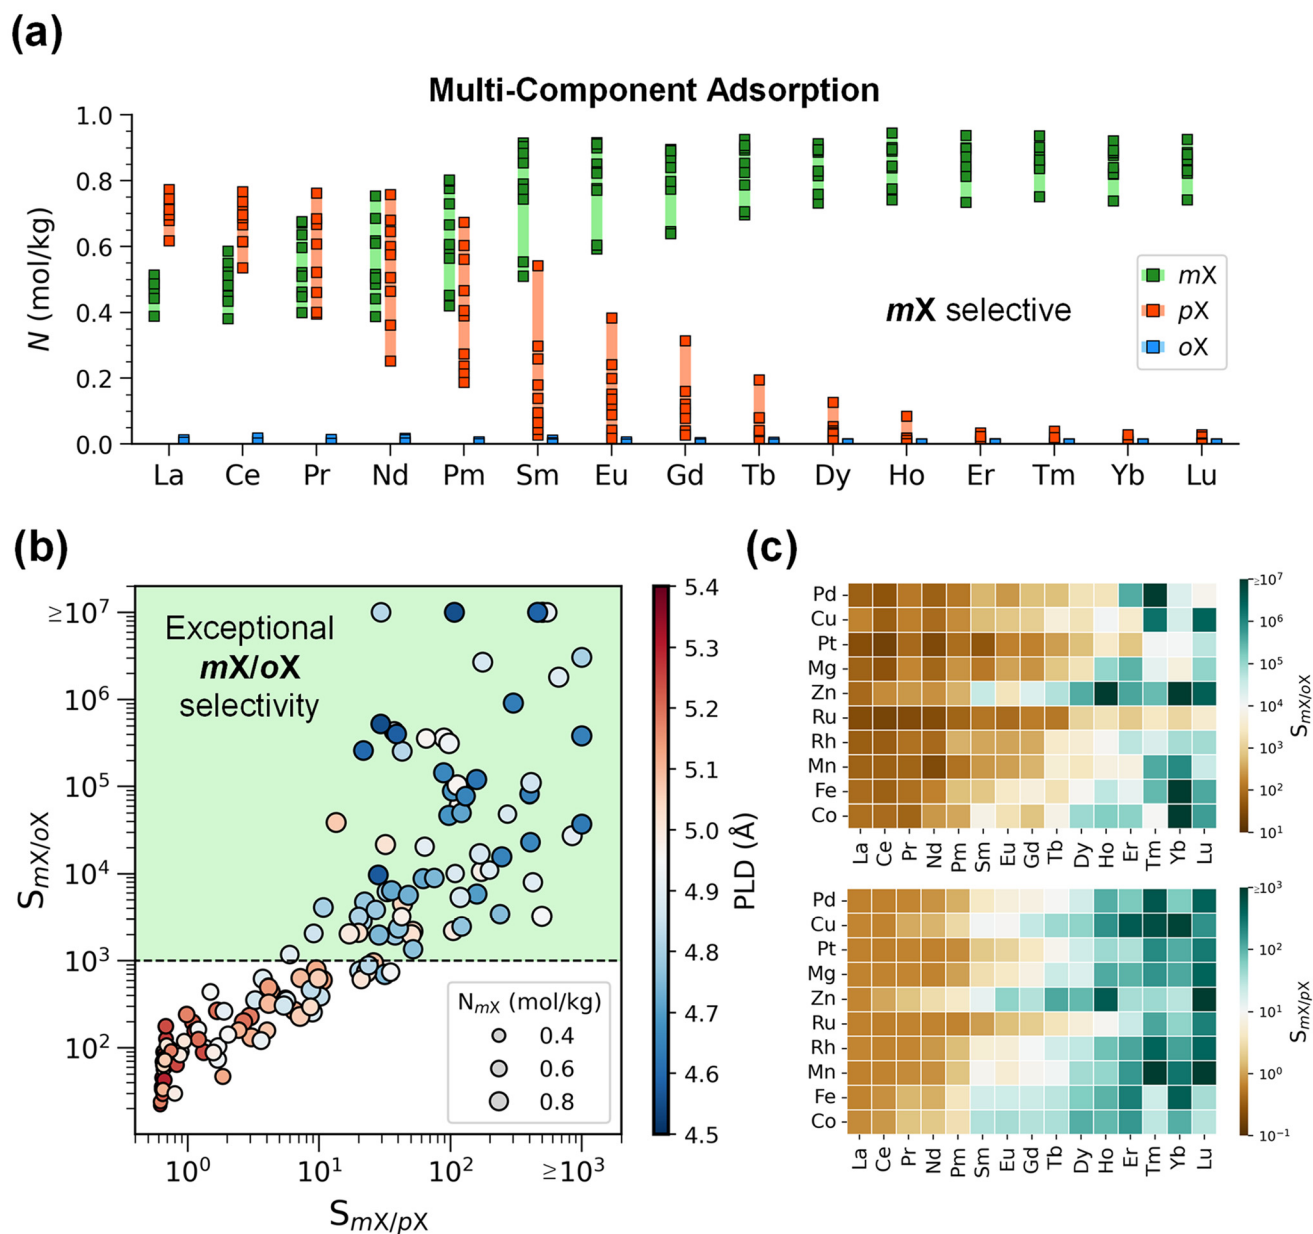 (a)
Multi-Component Adsorption
N (mol/kg)
1.0
0.8
0.6
0.4
0.2
0.0
mX selective
mX
pX
oX
La Ce Pr Nd Pm Sm Eu Gd Tb Dy Ho Er Tm Yb Lu
(b)
Exceptional
mX/oX
selectivity
S_mX/oX
≥10⁷
10⁶
10⁵
10⁴
10³
10²
N_mX (mol/kg)
0.4
0.6
0.8
10⁰ 10¹ 10² ≥10³
S_mX/pX
5.4
5.3
5.2
5.1
5.0
4.9
4.8
4.7
4.6
4.5
PLD (Å)
(c)
Pd
Cu
Pt
Mg
Zn
Ru
Rh
Mn
Fe
Co
La Ce Pr Nd Pm Sm Eu Gd Tb Dy Ho Er Tm Yb Lu
≥10⁷
10⁶
10⁵
10⁴
10³
10²
10¹
S_mX/oX
Pd
Cu
Pt
Mg
Zn
Ru
Rh
Mn
Fe
Co
La Ce Pr Nd Pm Sm Eu Gd Tb Dy Ho Er Tm Yb Lu
≥10³
10²
10¹
10⁰
10⁻¹
S_mX/pX